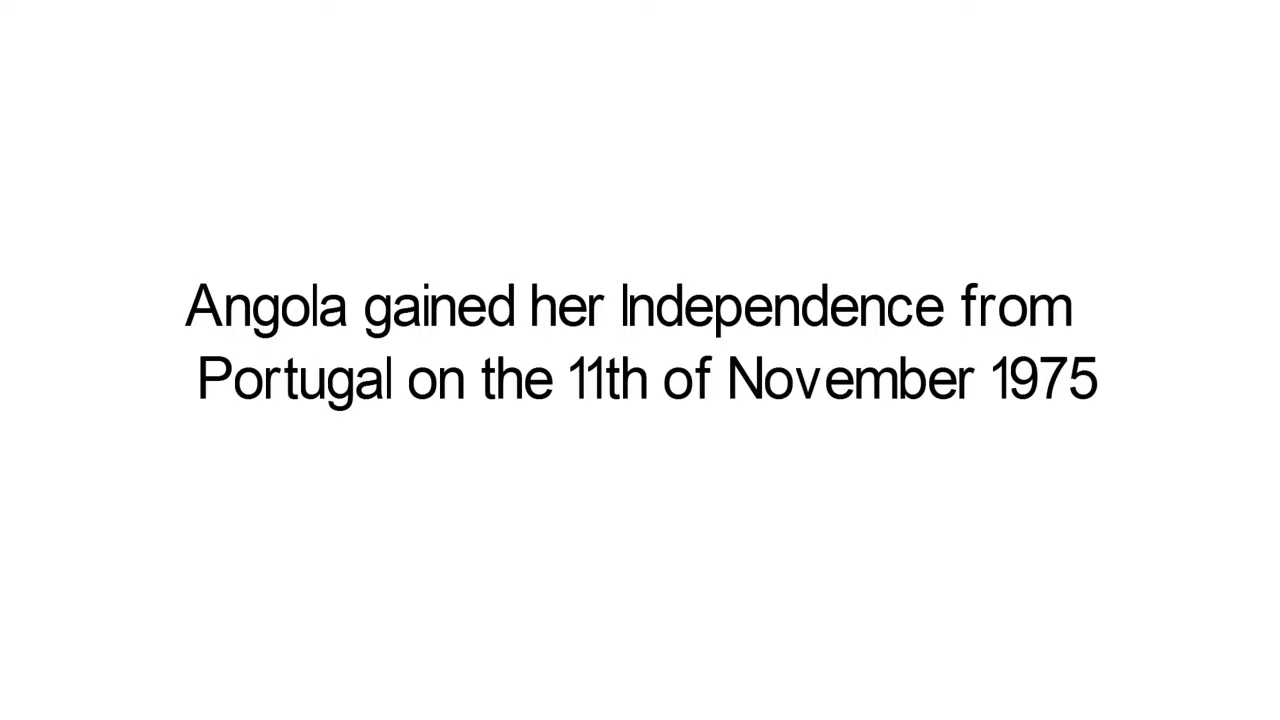 Angola gained her Independence from
Portugal on the 11th of November 1975